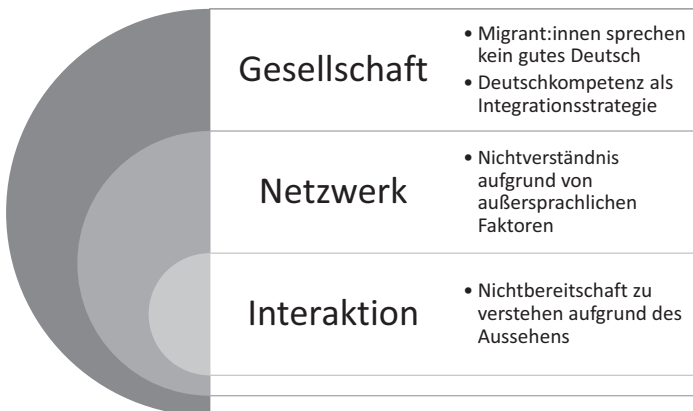 Gesellschaft
• Migrant:innen sprechen
kein gutes Deutsch
• Deutschkompetenz als
Integrationsstrategie
Netzwerk
• Nichtverständnis
aufgrund von
außersprachlichen
Faktoren
Interaktion
• Nichtbereitschaft zu
verstehen aufgrund des
Aussehens